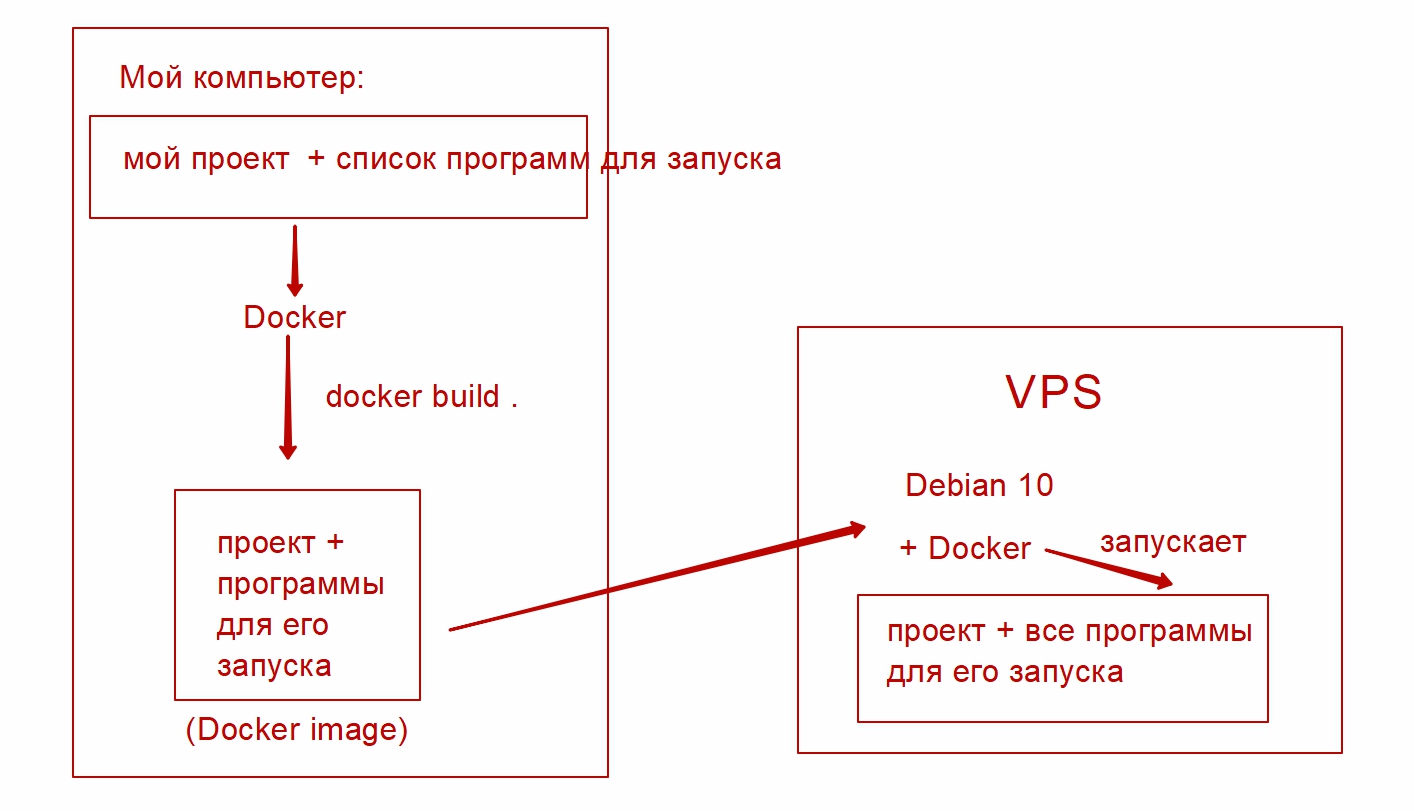 Мой компьютер:
мой проект + список программ для запуска
Docker
docker build .
проект +
программы
для его
запуска
(Docker image)
VPS
Debian 10
+ Docker
запускает
проект + все программы
для его запуска